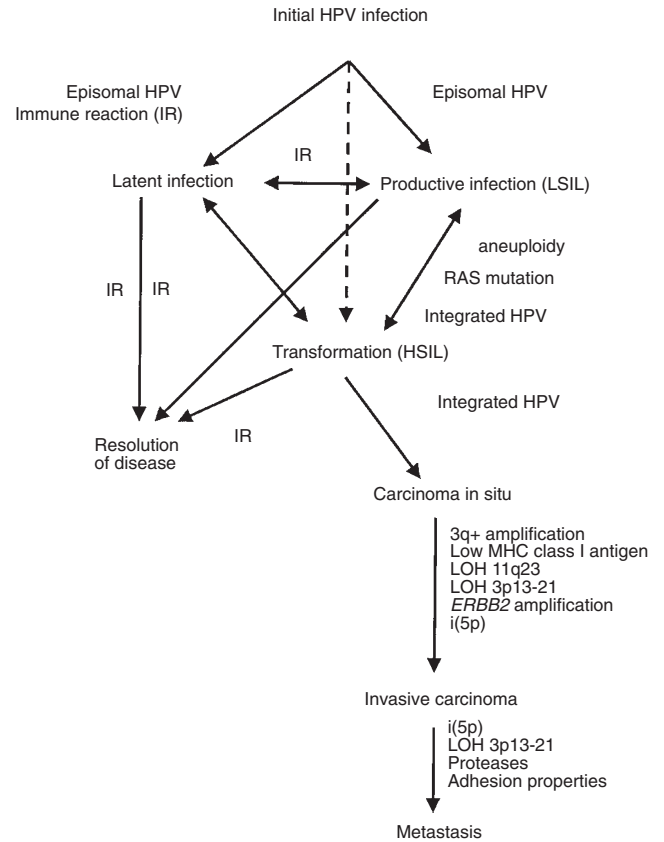 Initial HPV infection
Episomal HPV
Immune reaction (IR)
Episomal HPV
IR
Latent infection
Productive infection (LSIL)
aneuploidy
RAS mutation
IR
IR
Integrated HPV
Transformation (HSIL)
Integrated HPV
IR
Resolution
of disease
Carcinoma in situ
3q+ amplification
Low MHC class I antigen
LOH 11q23
LOH 3p13-21
ERBB2 amplification
i(5p)
Invasive carcinoma
i(5p)
LOH 3p13-21
Proteases
Adhesion properties
Metastasis